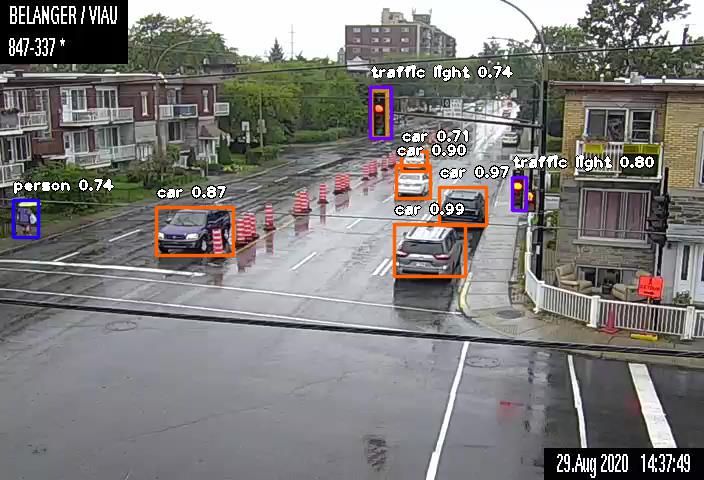 BELANGER / VIAU
847-337 *
traffic light 0.74
car 0.71
car 0.90
car 0.97
traffic light 0.80
person 0.74
car 0.87
car 0.99
29.Aug 2020 14:37:49